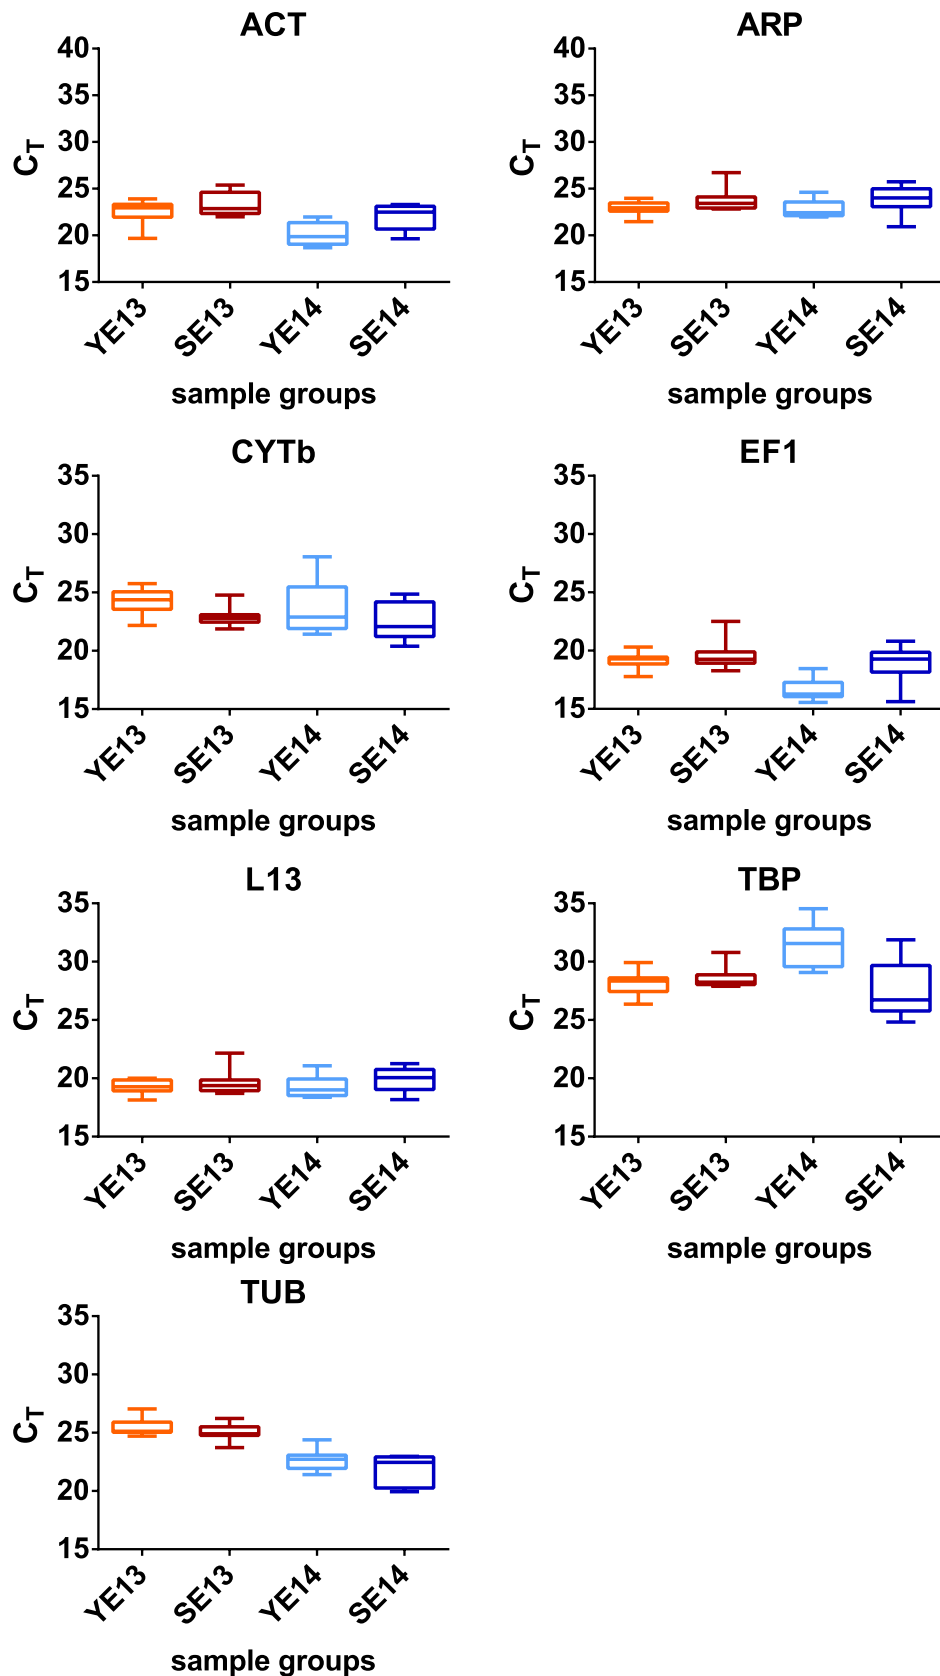 ACT
40
35
30
25
20
15
CT
YE13
SE13
YE14
SE14
sample groups
ARP
40
35
30
25
20
15
CT
YE13
SE13
YE14
SE14
sample groups
CYTb
35
30
25
20
15
CT
YE13
SE13
YE14
SE14
sample groups
EF1
35
30
25
20
15
CT
YE13
SE13
YE14
SE14
sample groups
L13
35
30
25
20
15
CT
YE13
SE13
YE14
SE14
sample groups
TBP
35
30
25
20
15
CT
YE13
SE13
YE14
SE14
sample groups
TUB
35
30
25
20
15
CT
YE13
SE13
YE14
SE14
sample groups